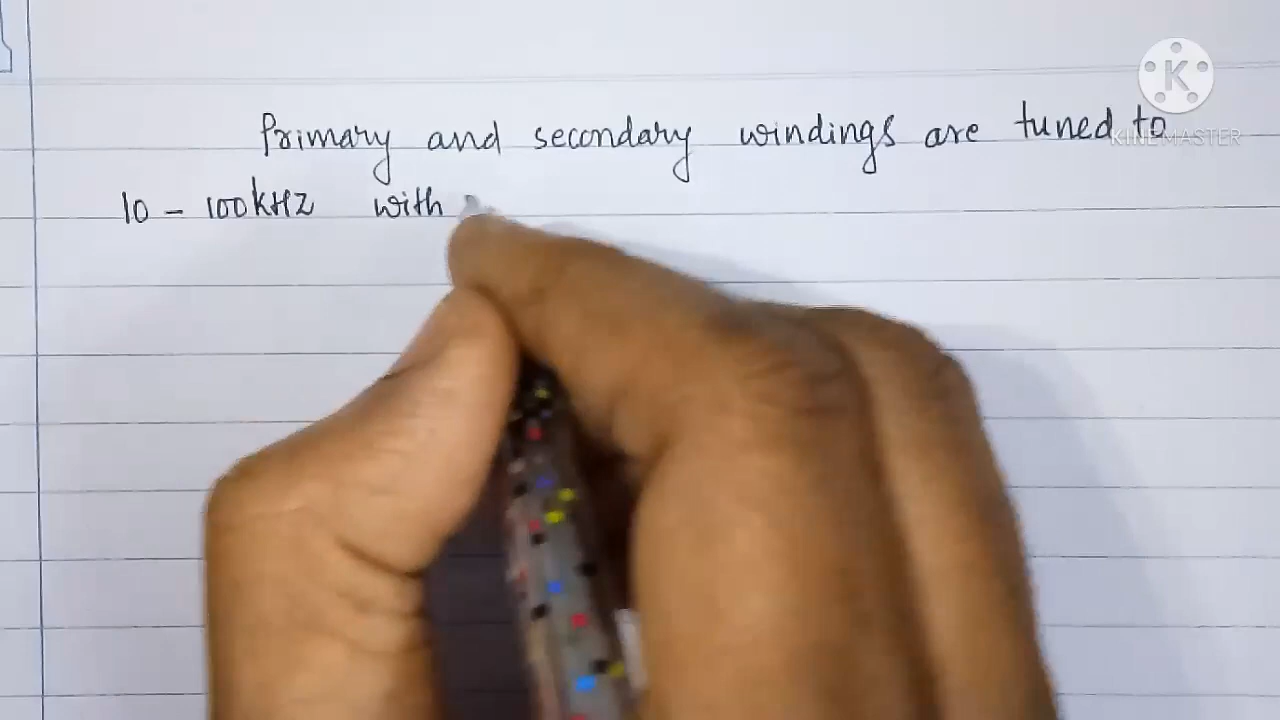 Primary and secondary windings are tuned to
10 - 100kHz with
K
KINEMASTER